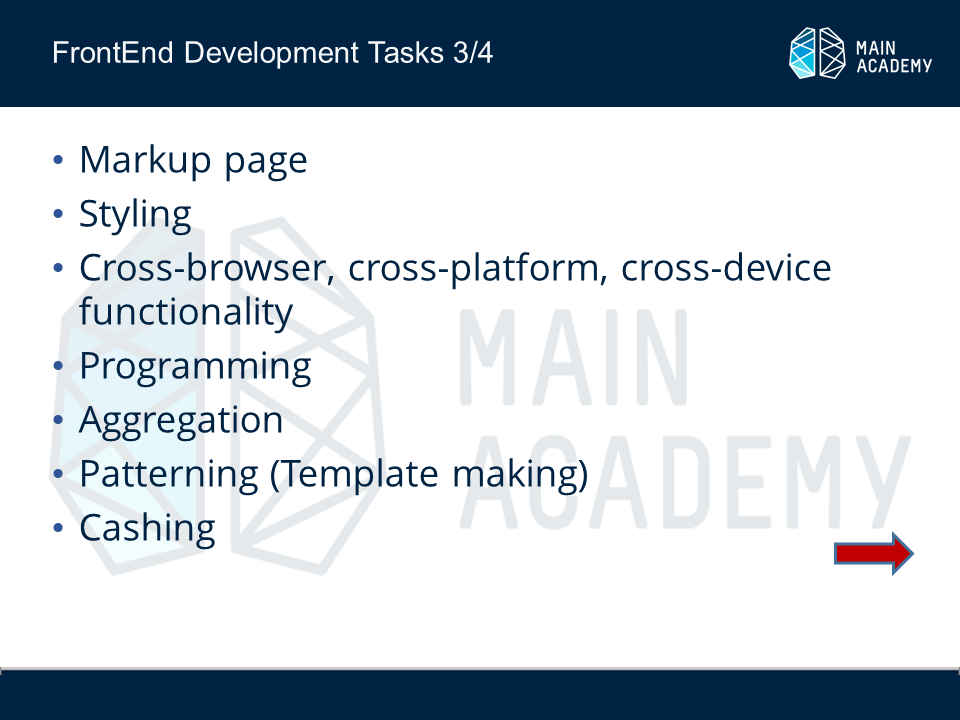 FrontEnd Development Tasks 3/4
MAIN
ACADEMY
• Markup page
• Styling
• Cross-browser, cross-platform, cross-device
functionality
• Programming
• Aggregation
• Patterning (Template making)
• Cashing
MAIN
ACADEMY